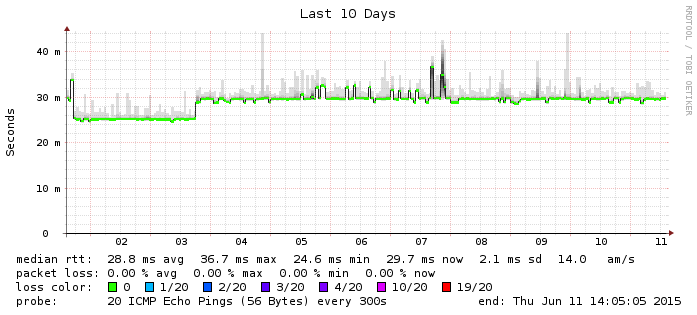 Last 10 Days
RRDTOOL / TOBI OETIKER
Seconds
40 m
30 m
20 m
10 m
0
02 03 04 05 06 07 08 09 10 11
median rtt: 28.8 ms avg 36.7 ms max 24.6 ms min 29.7 ms now 2.1 ms sd 14.0 am/s
packet loss: 0.00 % avg 0.00 % max 0.00 % min 0.00 % now
loss color: 0 1/20 2/20 3/20 4/20 10/20 19/20
probe: 20 ICMP Echo Pings (56 Bytes) every 300s end: Thu Jun 11 14:05:05 2015